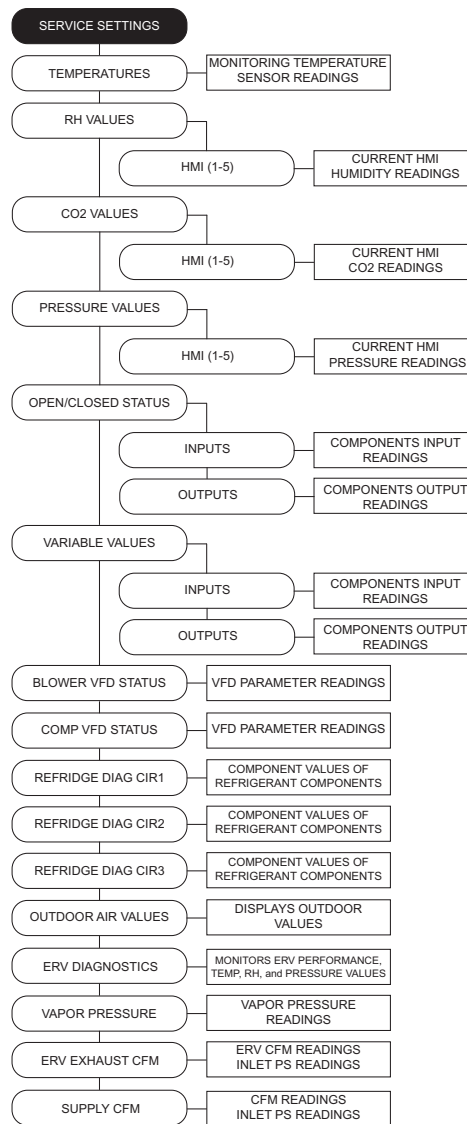 SERVICE SETTINGS
TEMPERATURES
MONITORING TEMPERATURE
SENSOR READINGS
RH VALUES
HMI (1-5)
CURRENT HMI
HUMIDITY READINGS
CO2 VALUES
HMI (1-5)
CURRENT HMI
CO2 READINGS
PRESSURE VALUES
HMI (1-5)
CURRENT HMI
PRESSURE READINGS
OPEN/CLOSED STATUS
INPUTS
COMPONENTS INPUT
READINGS
OUTPUTS
COMPONENTS OUTPUT
READINGS
VARIABLE VALUES
INPUTS
COMPONENTS INPUT
READINGS
OUTPUTS
COMPONENTS OUTPUT
READINGS
BLOWER VFD STATUS
VFD PARAMETER READINGS
COMP VFD STATUS
VFD PARAMETER READINGS
REFRIDGE DIAG CIR1
COMPONENT VALUES OF
REFRIGERANT COMPONENTS
REFRIDGE DIAG CIR2
COMPONENT VALUES OF
REFRIGERANT COMPONENTS
REFRIDGE DIAG CIR3
COMPONENT VALUES OF
REFRIGERANT COMPONENTS
OUTDOOR AIR VALUES
DISPLAYS OUTDOOR
VALUES
ERV DIAGNOSTICS
MONITORS ERV PERFORMANCE,
TEMP, RH, and PRESSURE VALUES
VAPOR PRESSURE
VAPOR PRESSURE
READINGS
ERV EXHAUST CFM
ERV CFM READINGS
INLET PS READINGS
SUPPLY CFM
CFM READINGS
INLET PS READINGS